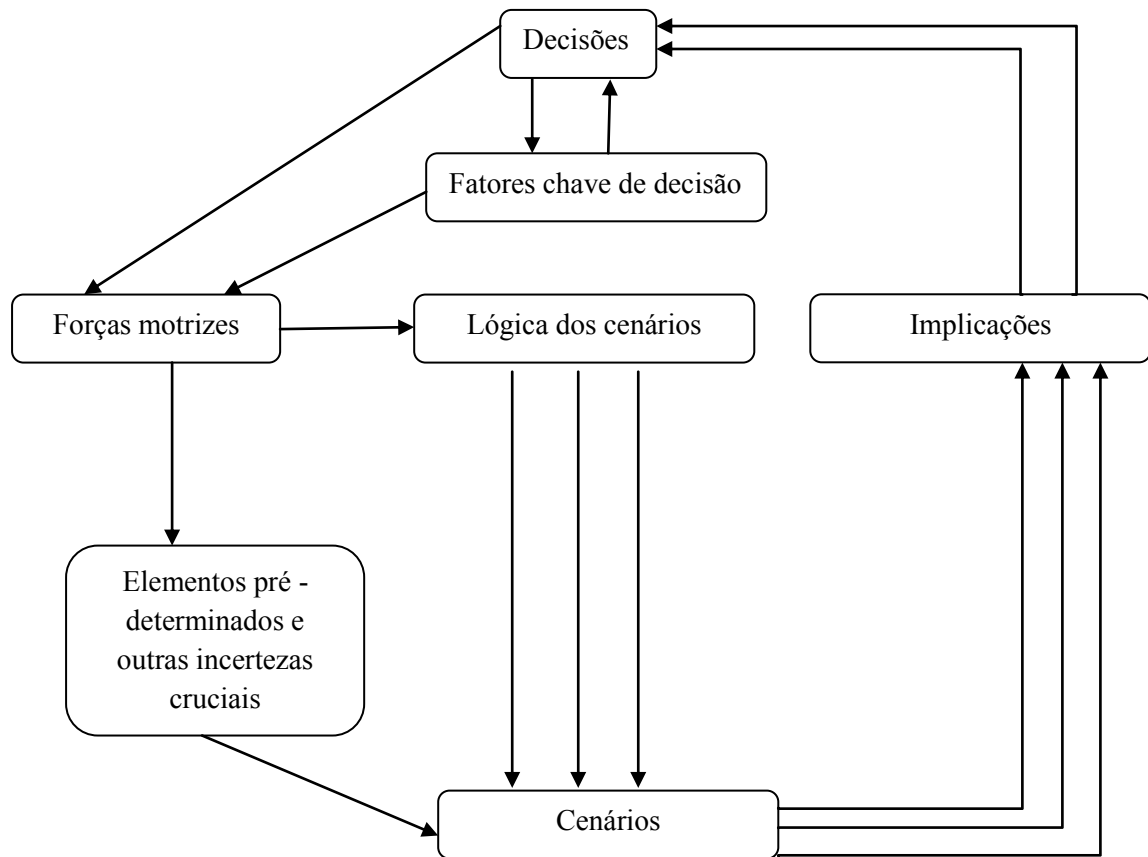 Decisões
Fatores chave de decisão
Forças motrizes
Lógica dos cenários
Implicações
Elementos pré -
determinados e
outras incertezas
cruciais
Cenários